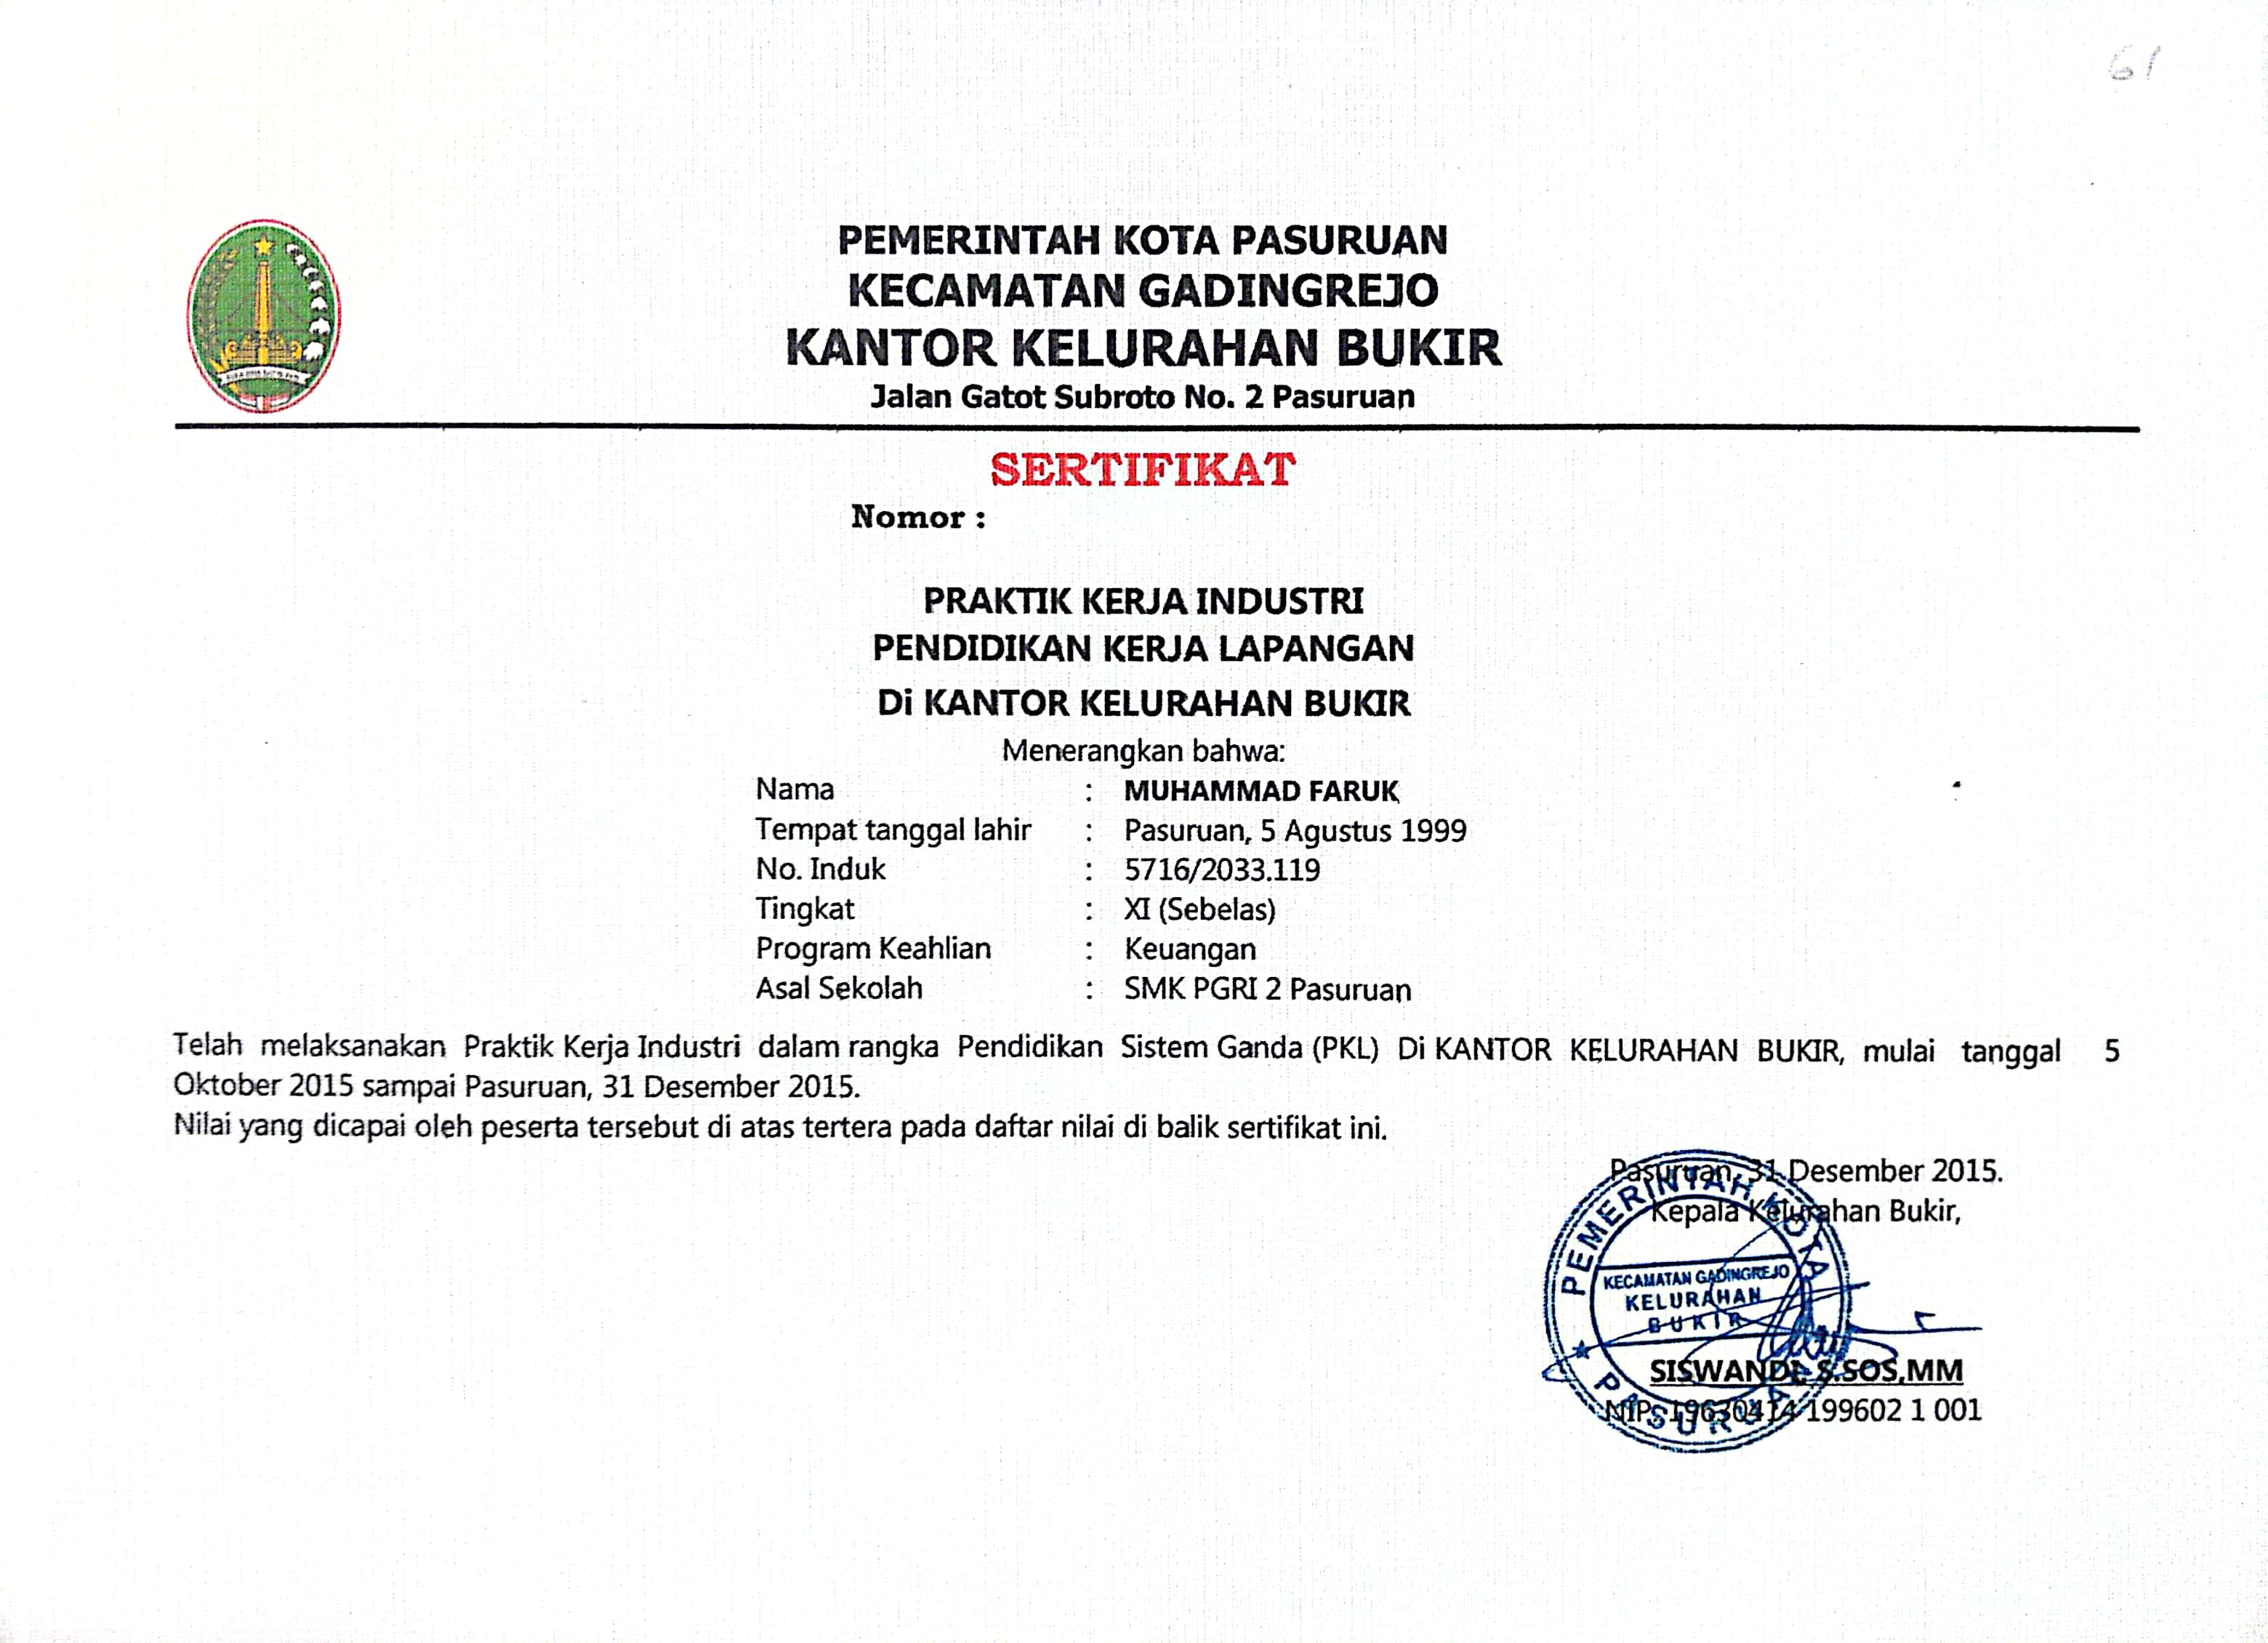 61
PEMERINTAH KOTA PASURUAN
KECAMATAN GADINGREJO
KANTOR KELURAHAN BUKIR
Jalan Gatot Subroto No. 2 Pasuruan
SERTIFIKAT
Nomor :
PRAKTIK KERJA INDUSTRI
PENDIDIKAN KERJA LAPANGAN
Di KANTOR KELURAHAN BUKIR
Menerangkan bahwa:
Nama : MUHAMMAD FARUK
Tempat tanggal lahir : Pasuruan, 5 Agustus 1999
No. Induk : 5716/2033.119
Tingkat : XI (Sebelas)
Program Keahlian : Keuangan
Asal Sekolah : SMK PGRI 2 Pasuruan
Telah melaksanakan Praktik Kerja Industri dalam rangka Pendidikan Sistem Ganda (PKL) Di KANTOR KELURAHAN BUKIR, mulai tanggal 5
Oktober 2015 sampai Pasuruan, 31 Desember 2015.
Nilai yang dicapai oleh peserta tersebut di atas tertera pada daftar nilai di balik sertifikat ini.
Pasuruan, 31 Desember 2015.
Kepala Kelurahan Bukir,
PEMERINTAH KOTA
KECAMATAN GADINGREJO
KELURAHAN
BUKIR
PASURUAN
SISWANDI, S.SOS,MM
NIP. 19630414 199602 1 001